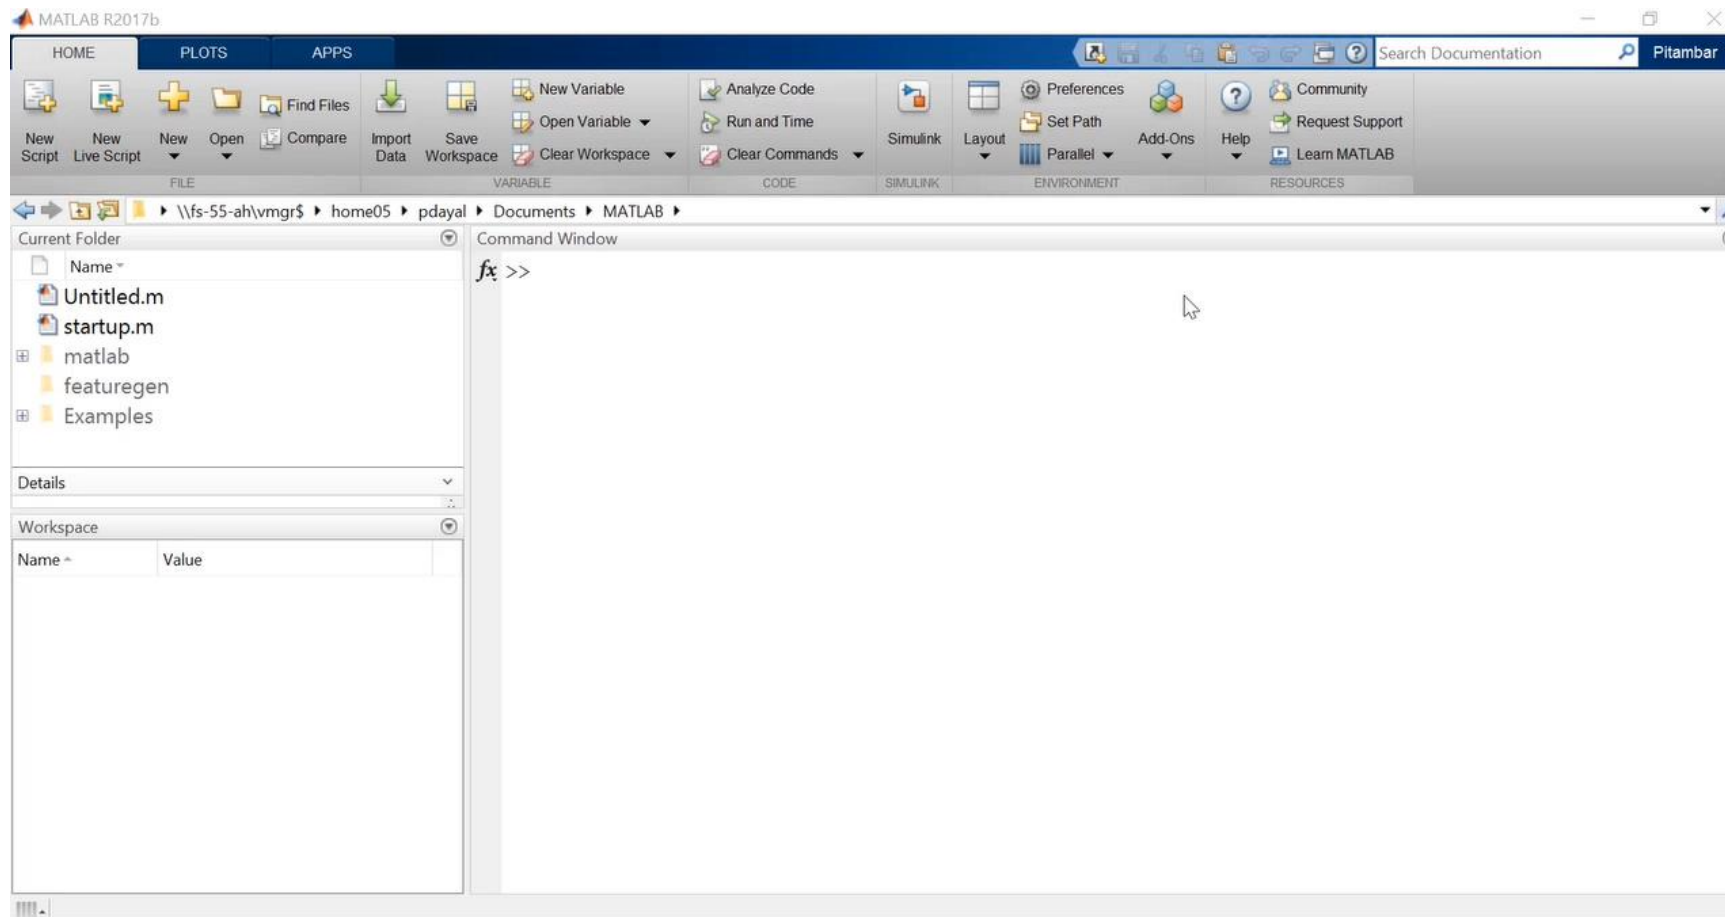 MATLAB R2017b
HOME PLOTS APPS Search Documentation Pitambar
New Script
New Live Script
New
Open
Find Files
Compare
Import Data
Save Workspace
New Variable
Open Variable
Clear Workspace
Analyze Code
Run and Time
Clear Commands
Simulink
Layout
Preferences
Set Path
Parallel
Add-Ons
Help
Community
Request Support
Learn MATLAB
FILE VARIABLE CODE SIMULINK ENVIRONMENT RESOURCES
\\fs-55-ah\vmgr$ home05 pdayal Documents MATLAB
Current Folder
Name
Untitled.m
startup.m
matlab
featuregen
Examples
Details
Workspace
Name Value
Command Window
fx >>